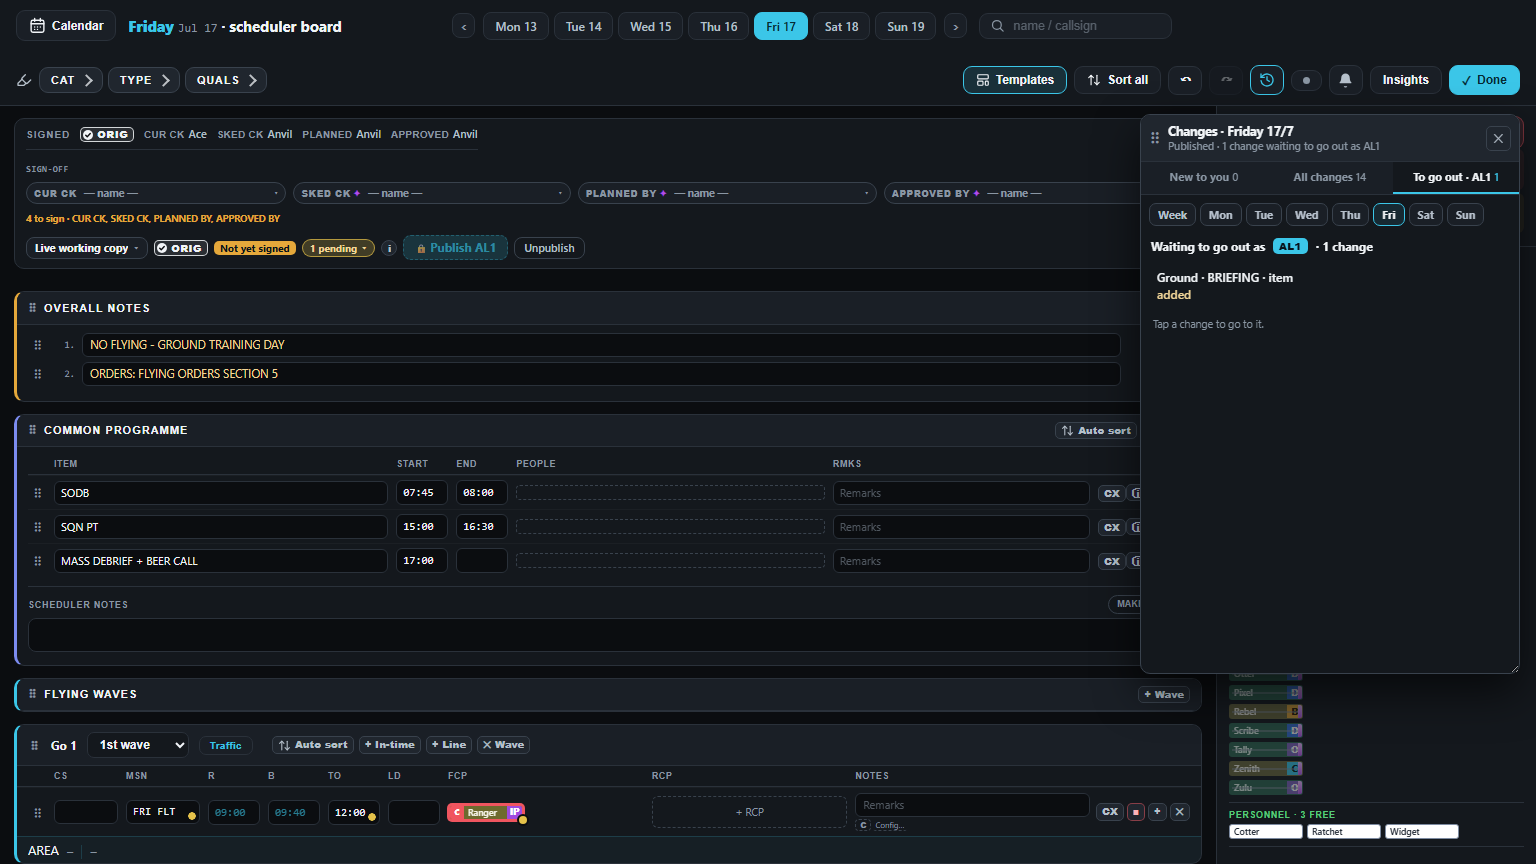 Calendar
Friday Jul 17 · scheduler board
Mon 13
Tue 14
Wed 15
Thu 16
Fri 17
Sat 18
Sun 19
name / callsign
CAT
TYPE
QUALS
Templates
Sort all
Insights
✓ Done
SIGNED
ORIG
CUR CK Ace
SKED CK Anvil
PLANNED Anvil
APPROVED Anvil
SIGN-OFF
CUR CK — name —
SKED CK — name —
PLANNED BY — name —
APPROVED BY — name —
4 to sign · CUR CK, SKED CK, PLANNED BY, APPROVED BY
Live working copy
ORIG
Not yet signed
1 pending
i
Publish AL1
Unpublish
OVERALL NOTES
1. NO FLYING - GROUND TRAINING DAY
2. ORDERS: FLYING ORDERS SECTION 5
COMMON PROGRAMME
Auto sort
ITEM START END PEOPLE RMKS
SODB 07:45 08:00 Remarks CX
SQN PT 15:00 16:30 Remarks CX
MASS DEBRIEF + BEER CALL 17:00 Remarks CX
SCHEDULER NOTES
FLYING WAVES
+ Wave
Go 1 1st wave Traffic Auto sort + In-time + Line ✕ Wave
CS MSN R B TO LD FCP RCP NOTES
FRI FLT 09:00 09:40 12:00 C Ranger IP + RCP Remarks CX
C Config...
AREA – –
Changes · Friday 17/7
Published · 1 change waiting to go out as AL1
New to you 0
All changes 14
To go out · AL1 1
Week Mon Tue Wed Thu Fri Sat Sun
Waiting to go out as AL1 · 1 change
Ground · BRIEFING · item
added
Tap a change to go to it.
Pixel D
Rebel B
Scribe D
Tally O
Zenith C
Zulu O
PERSONNEL · 3 FREE
Cotter Ratchet Widget